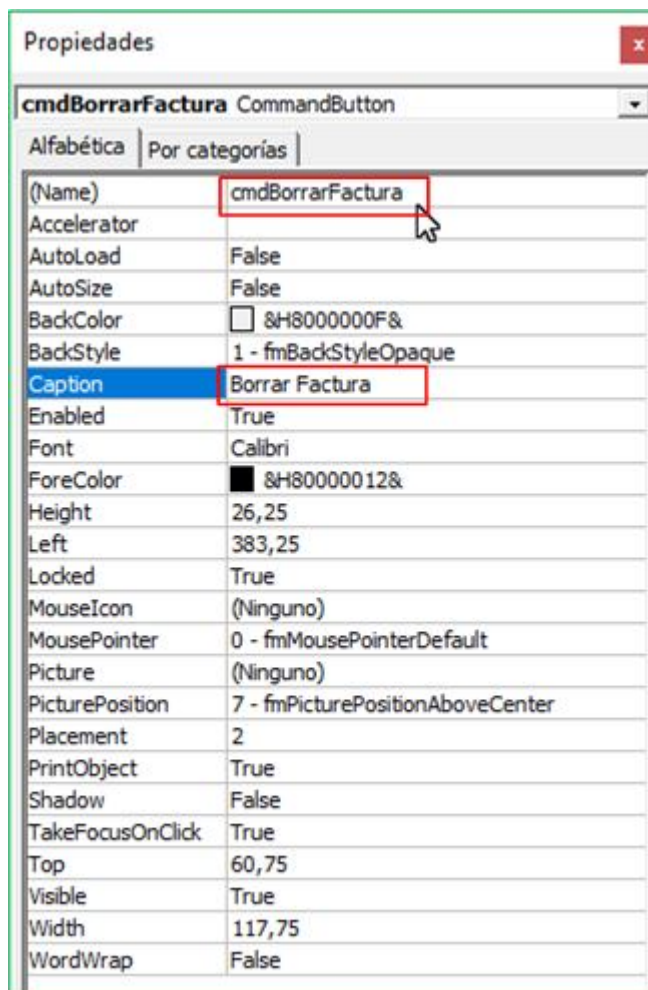 Propiedades
x
cmdBorrarFactura CommandButton
Alfabética Por categorías
(Name) cmdBorrarFactura
Accelerator
AutoLoad False
AutoSize False
BackColor &H8000000F&
BackStyle 1 - fmBackStyleOpaque
Caption Borrar Factura
Enabled True
Font Calibri
ForeColor &H80000012&
Height 26,25
Left 383,25
Locked True
MouseIcon (Ninguno)
MousePointer 0 - fmMousePointerDefault
Picture (Ninguno)
PicturePosition 7 - fmPicturePositionAboveCenter
Placement 2
PrintObject True
Shadow False
TakeFocusOnClick True
Top 60,75
Visible True
Width 117,75
WordWrap False